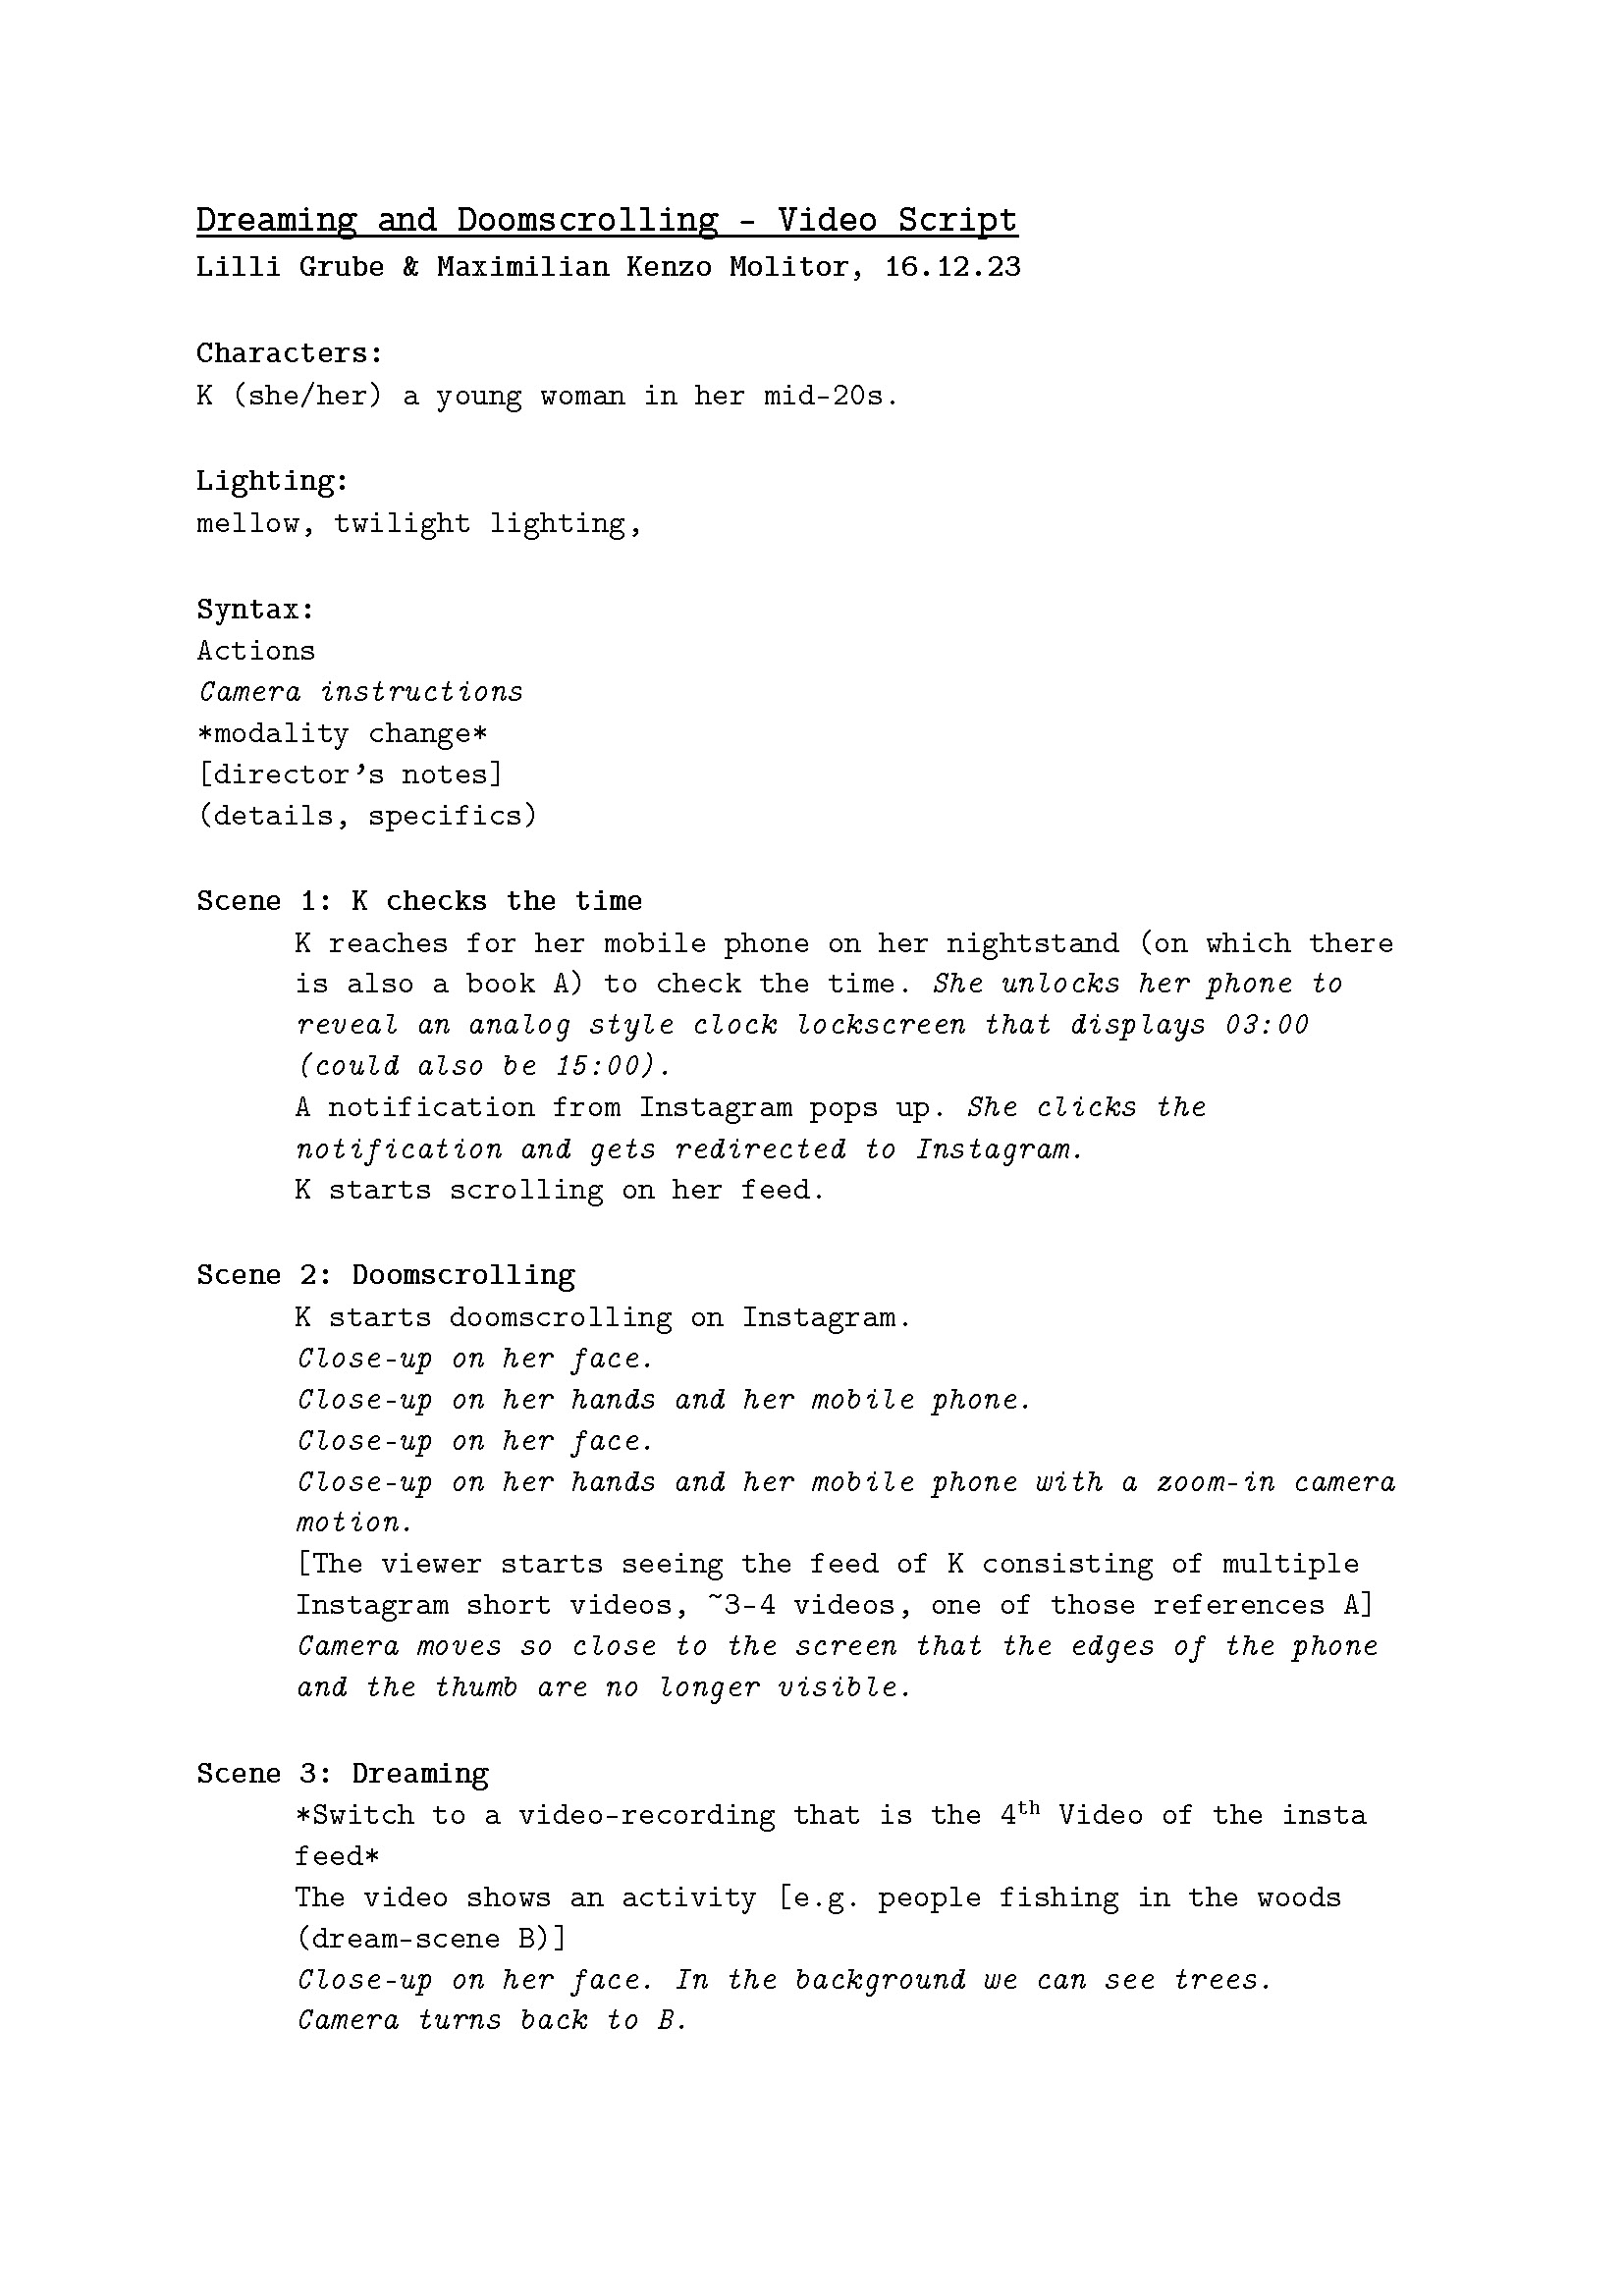 Dreaming and Doomscrolling - Video Script
Lilli Grube & Maximilian Kenzo Molitor, 16.12.23
Characters:
K (she/her) a young woman in her mid-20s.
Lighting:
mellow, twilight lighting,
Syntax:
Actions
Camera instructions
*modality change*
[director's notes]
(details, specifics)
Scene 1: K checks the time
K reaches for her mobile phone on her nightstand (on which there
is also a book A) to check the time. She unlocks her phone to
reveal an analog style clock lockscreen that displays 03:00
(could also be 15:00).
A notification from Instagram pops up. She clicks the
notification and gets redirected to Instagram.
K starts scrolling on her feed.
Scene 2: Doomscrolling
K starts doomscrolling on Instagram.
Close-up on her face.
Close-up on her hands and her mobile phone.
Close-up on her face.
Close-up on her hands and her mobile phone with a zoom-in camera
motion.
[The viewer starts seeing the feed of K consisting of multiple
Instagram short videos, ~3-4 videos, one of those references A]
Camera moves so close to the screen that the edges of the phone
and the thumb are no longer visible.
Scene 3: Dreaming
*Switch to a video-recording that is the 4th Video of the insta
feed*
The video shows an activity [e.g. people fishing in the woods
(dream-scene B)]
Close-up on her face. In the background we can see trees.
Camera turns back to B.